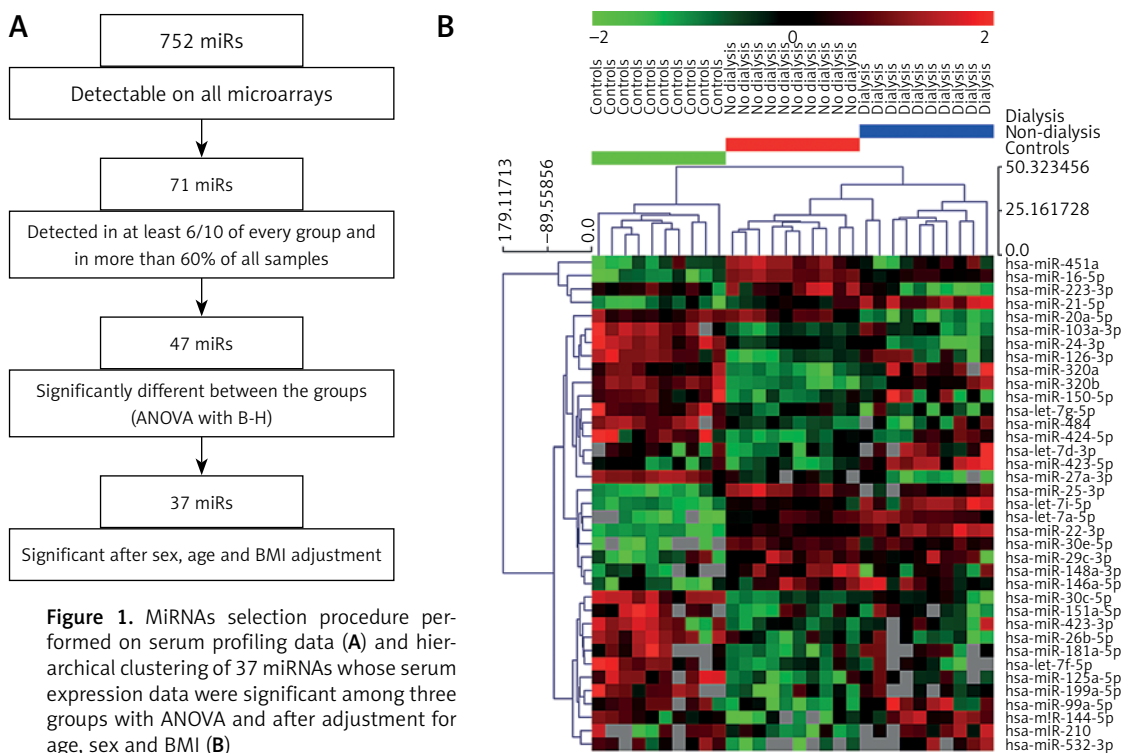 A
752 miRs
Detectable on all microarrays
71 miRs
Detected in at least 6/10 of every group and
in more than 60% of all samples
47 miRs
Significantly different between the groups
(ANOVA with B-H)
37 miRs
Significant after sex, age and BMI adjustment
Figure 1. MiRNAs selection procedure per-
formed on serum profiling data (A) and hier-
archical clustering of 37 miRNAs whose serum
expression data were significant among three
groups with ANOVA and after adjustment for
age, sex and BMI (B)
B
−2 0 2
Controls
Controls
Controls
Controls
Controls
Controls
Controls
Controls
Controls
Controls
No dialysis
No dialysis
No dialysis
No dialysis
No dialysis
No dialysis
No dialysis
No dialysis
No dialysis
No dialysis
Dialysis
Dialysis
Dialysis
Dialysis
Dialysis
Dialysis
Dialysis
Dialysis
Dialysis
Dialysis
Dialysis
Non-dialysis
Controls
179.11713
−89.55856
0.0
50.323456
25.161728
0.0
hsa-miR-451a
hsa-miR-16-5p
hsa-miR-223-3p
hsa-miR-21-5p
hsa-miR-20a-5p
hsa-miR-103a-3p
hsa-miR-24-3p
hsa-miR-126-3p
hsa-miR-320a
hsa-miR-320b
hsa-miR-150-5p
hsa-let-7g-5p
hsa-miR-484
hsa-miR-424-5p
hsa-let-7d-3p
hsa-miR-423-5p
hsa-miR-27a-3p
hsa-miR-25-3p
hsa-let-7i-5p
hsa-let-7a-5p
hsa-miR-22-3p
hsa-miR-30e-5p
hsa-miR-29c-3p
hsa-miR-148a-3p
hsa-miR-146a-5p
hsa-miR-30c-5p
hsa-miR-151a-5p
hsa-miR-423-3p
hsa-miR-26b-5p
hsa-miR-181a-5p
hsa-let-7f-5p
hsa-miR-125a-5p
hsa-miR-199a-5p
hsa-miR-99a-5p
hsa-m!R-144-5p
hsa-miR-210
hsa-miR-532-3p